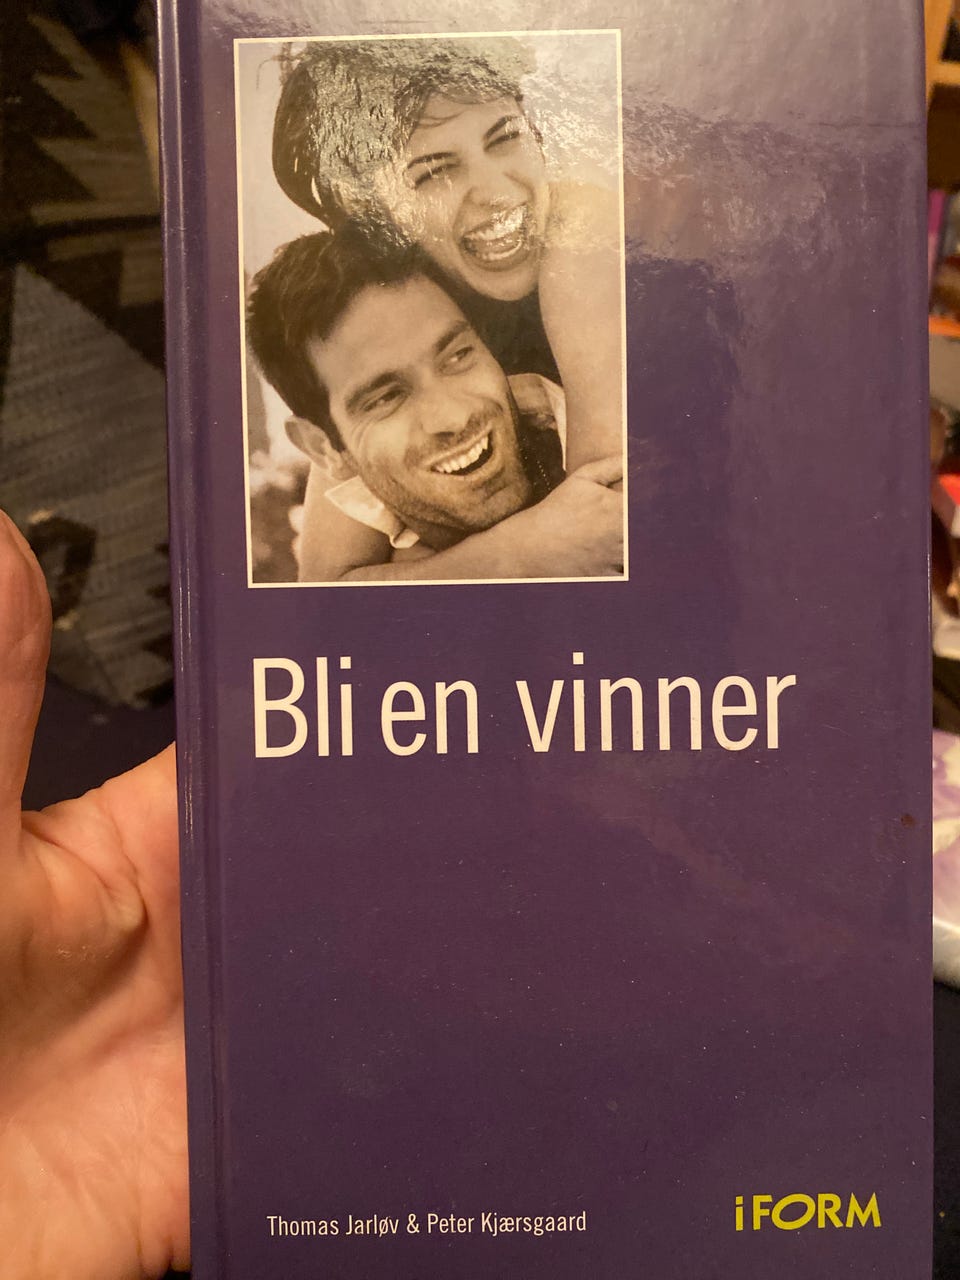 Bli en vinner
Thomas Jarløv & Peter Kjærsgaard
iFORM